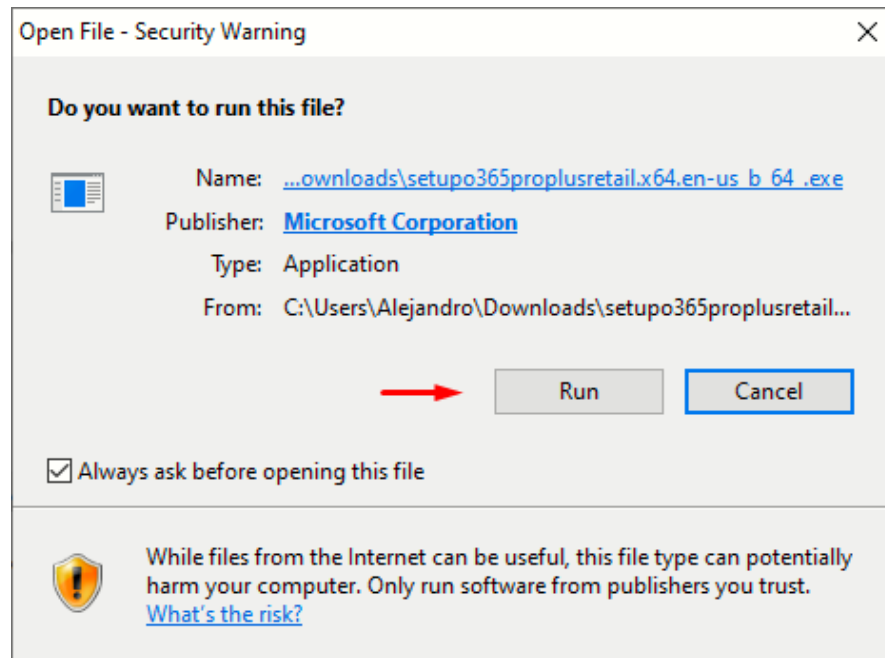 Open File - Security Warning
Do you want to run this file?
Name: ...ownloads\setupo365proplusretail.x64.en-us_b_64_.exe
Publisher: Microsoft Corporation
Type: Application
From: C:\Users\Alejandro\Downloads\setupo365proplusretail...
Run Cancel
Always ask before opening this file
While files from the Internet can be useful, this file type can potentially
harm your computer. Only run software from publishers you trust.
What's the risk?